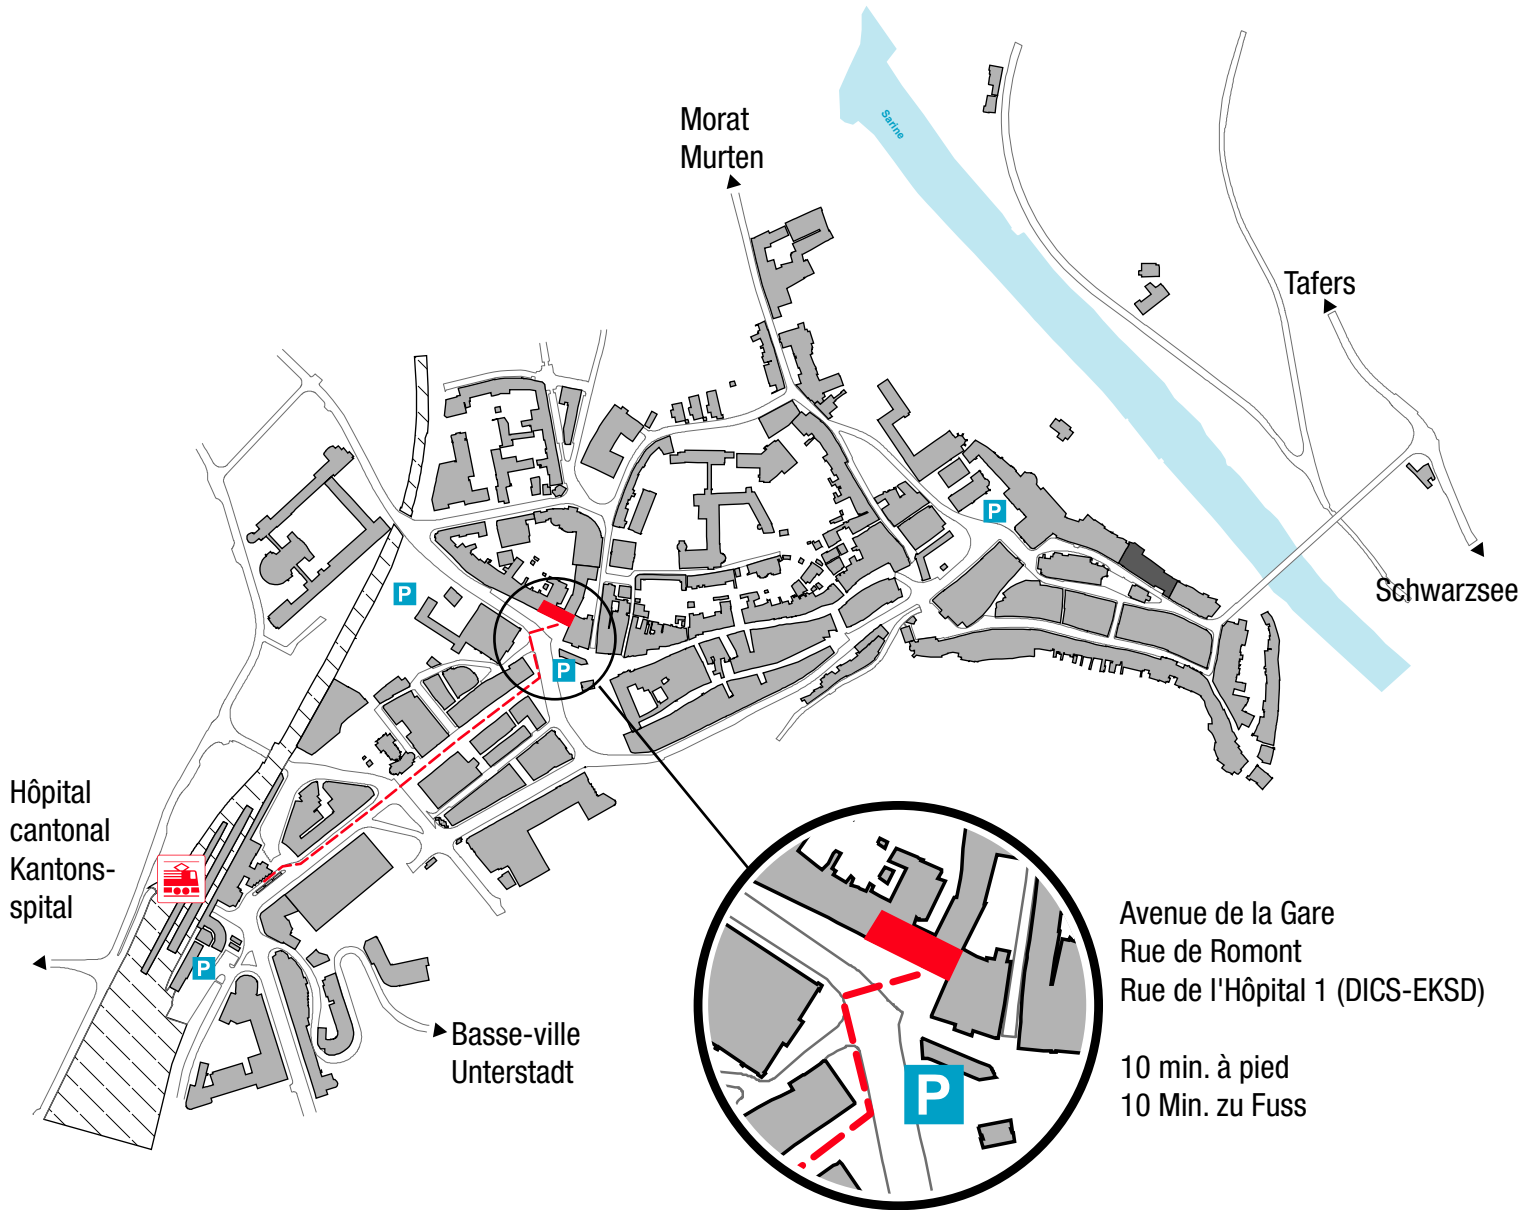 Sarine
Morat
Murten
Tafers
P
Schwarzsee
P
P
Hôpital
cantonal
Kantons-
spital
P
Basse-ville
Unterstadt
P
Avenue de la Gare
Rue de Romont
Rue de l'Hôpital 1 (DICS-EKSD)
10 min. à pied
10 Min. zu Fuss